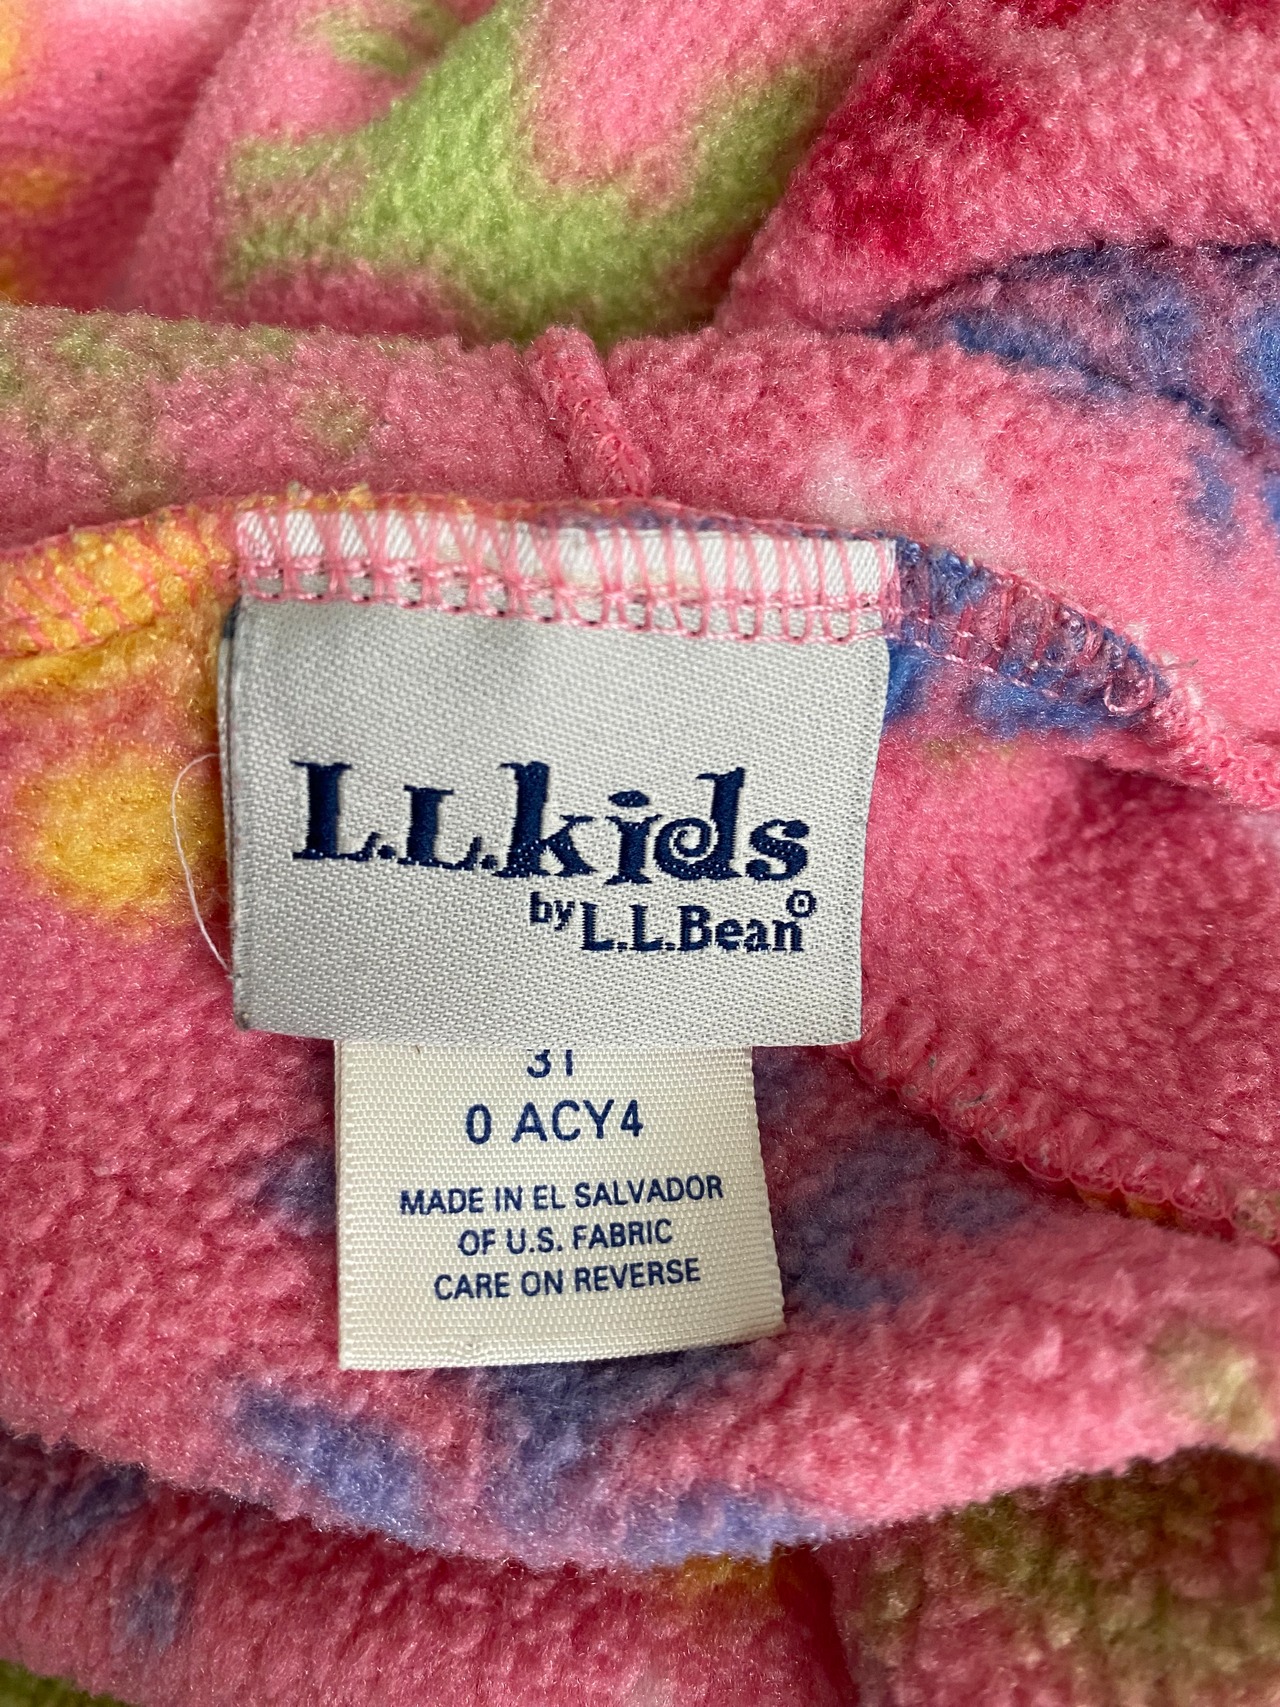 L.L.kids
by L.L.Bean
3T
0 ACY4
MADE IN EL SALVADOR
OF U.S. FABRIC
CARE ON REVERSE